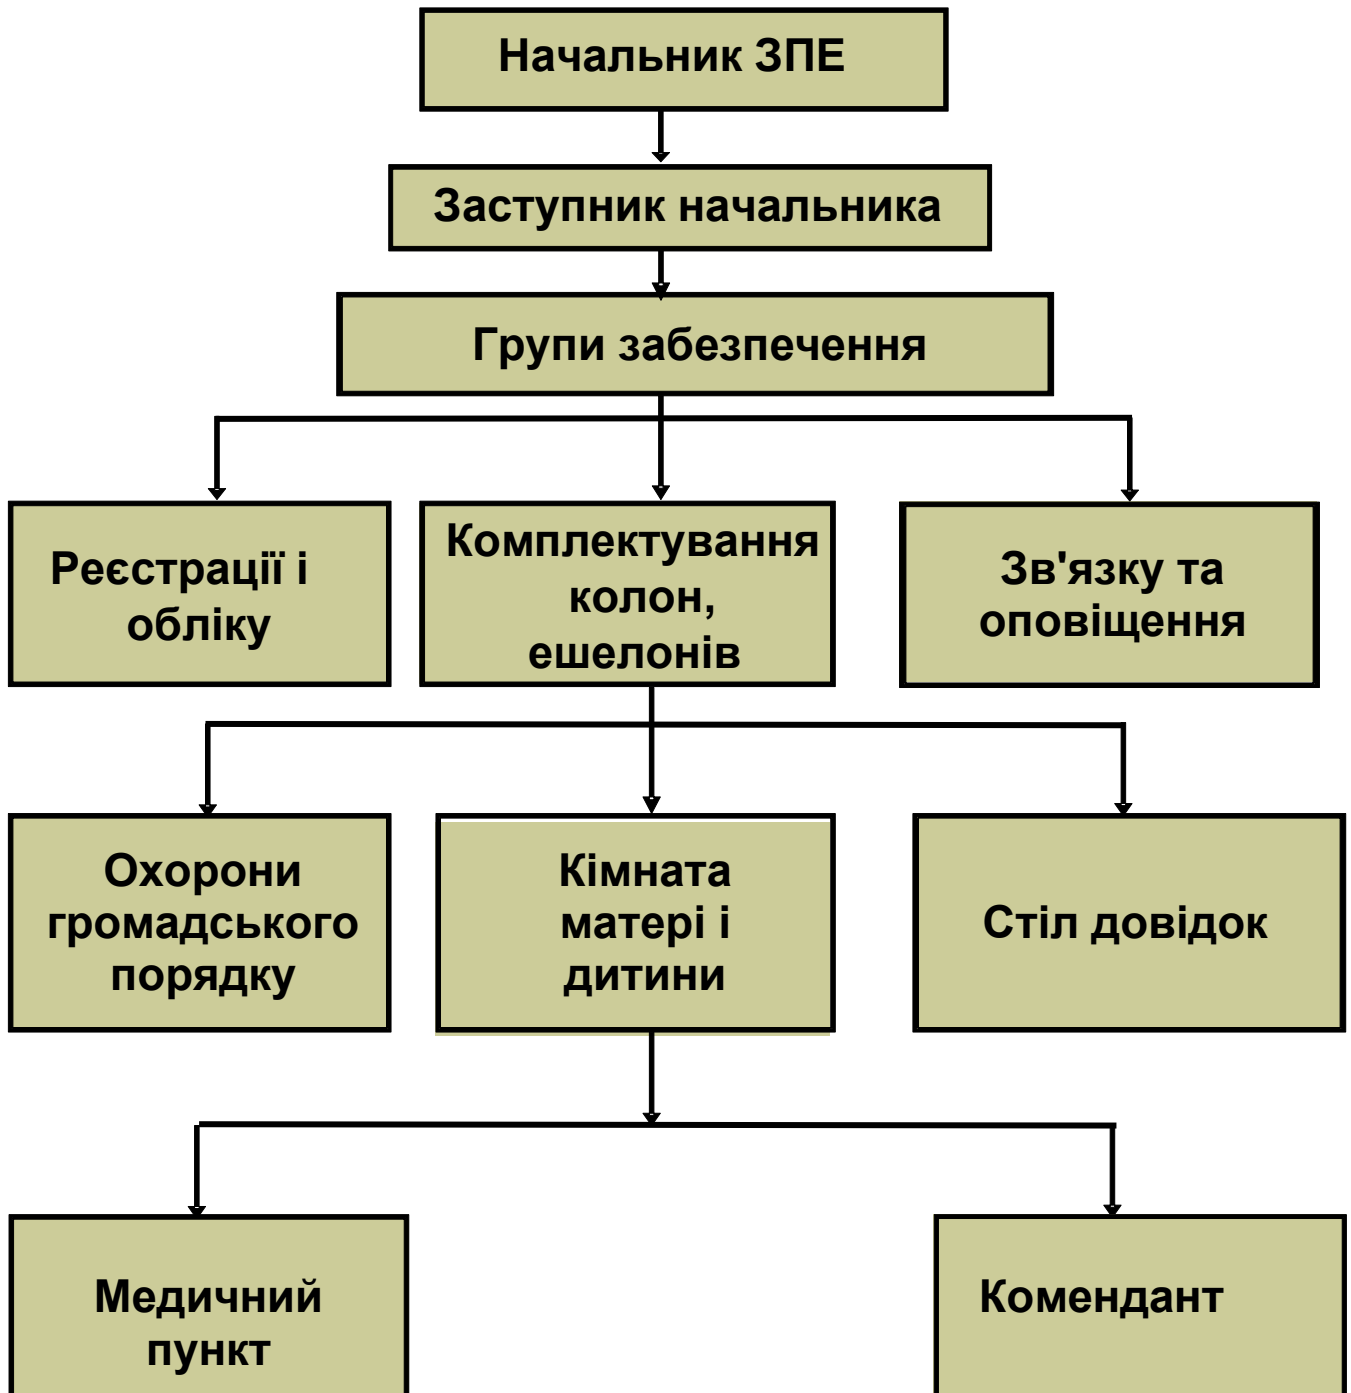 Начальник ЗПЕ
Заступник начальника
Групи забезпечення
Реєстрації і
обліку
Комплектування
колон,
ешелонів
Зв'язку та
оповіщення
Охорони
громадського
порядку
Кімната
матері і
дитини
Стіл довідок
Медичний
пункт
Комендант